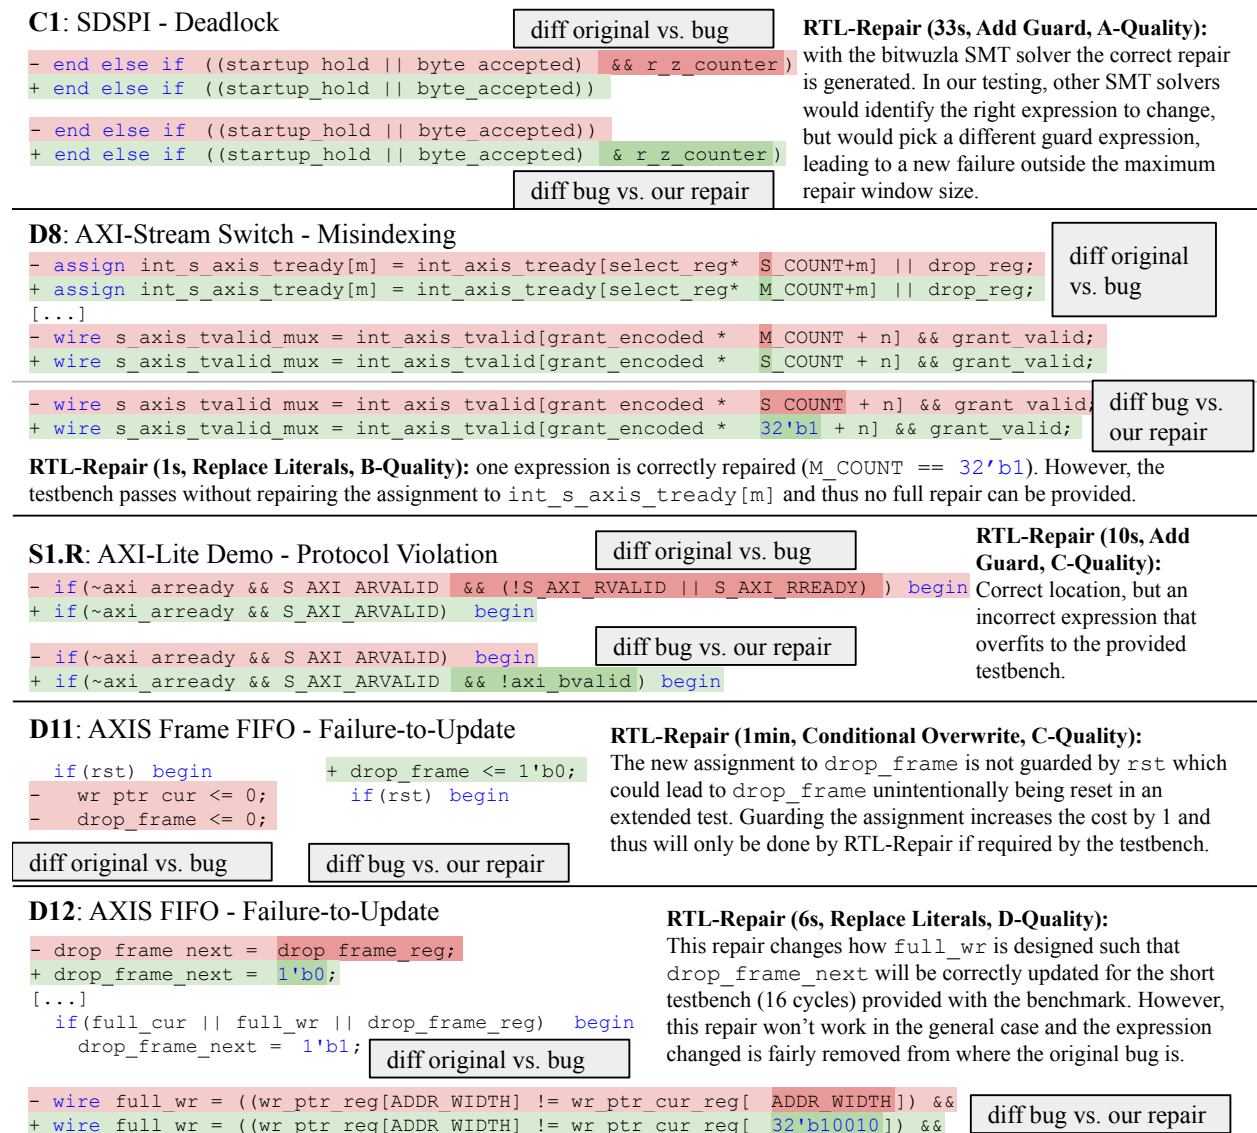 C1: SDSPI - Deadlock
diff original vs. bug
- end else if ((startup_hold || byte_accepted) && r_z_counter)
+ end else if ((startup_hold || byte_accepted))
- end else if ((startup_hold || byte_accepted))
+ end else if ((startup_hold || byte_accepted) & r_z_counter)
diff bug vs. our repair
RTL-Repair (33s, Add Guard, A-Quality):
with the bitwuzla SMT solver the correct repair
is generated. In our testing, other SMT solvers
would identify the right expression to change,
but would pick a different guard expression,
leading to a new failure outside the maximum
repair window size.
D8: AXI-Stream Switch - Misindexing
- assign int_s_axis_tready[m] = int_axis_tready[select_reg* S_COUNT+m] || drop_reg;
+ assign int_s_axis_tready[m] = int_axis_tready[select_reg* M_COUNT+m] || drop_reg;
[...]
- wire s_axis_tvalid_mux = int_axis_tvalid[grant_encoded * M_COUNT + n] && grant_valid;
+ wire s_axis_tvalid_mux = int_axis_tvalid[grant_encoded * S_COUNT + n] && grant_valid;
diff original
vs. bug
- wire s_axis_tvalid_mux = int_axis_tvalid[grant_encoded * S_COUNT + n] && grant_valid;
+ wire s_axis_tvalid_mux = int_axis_tvalid[grant_encoded * 32'b1 + n] && grant_valid;
diff bug vs.
our repair
RTL-Repair (1s, Replace Literals, B-Quality): one expression is correctly repaired (M_COUNT == 32'b1). However, the
testbench passes without repairing the assignment to int_s_axis_tready[m] and thus no full repair can be provided.
S1.R: AXI-Lite Demo - Protocol Violation
diff original vs. bug
- if(~axi_arready && S_AXI_ARVALID && (!S_AXI_RVALID || S_AXI_RREADY) ) begin
+ if(~axi_arready && S_AXI_ARVALID) begin
- if(~axi_arready && S_AXI_ARVALID) begin
+ if(~axi_arready && S_AXI_ARVALID && !axi_bvalid) begin
diff bug vs. our repair
RTL-Repair (10s, Add
Guard, C-Quality):
Correct location, but an
incorrect expression that
overfits to the provided
testbench.
D11: AXIS Frame FIFO - Failure-to-Update
if(rst) begin
- wr_ptr_cur <= 0;
- drop_frame <= 0;
diff original vs. bug
+ drop_frame <= 1'b0;
if(rst) begin
diff bug vs. our repair
RTL-Repair (1min, Conditional Overwrite, C-Quality):
The new assignment to drop_frame is not guarded by rst which
could lead to drop_frame unintentionally being reset in an
extended test. Guarding the assignment increases the cost by 1 and
thus will only be done by RTL-Repair if required by the testbench.
D12: AXIS FIFO - Failure-to-Update
- drop_frame_next = drop_frame_reg;
+ drop_frame_next = 1'b0;
[...]
if(full_cur || full_wr || drop_frame_reg) begin
drop_frame_next = 1'b1;
diff original vs. bug
RTL-Repair (6s, Replace Literals, D-Quality):
This repair changes how full_wr is designed such that
drop_frame_next will be correctly updated for the short
testbench (16 cycles) provided with the benchmark. However,
this repair won't work in the general case and the expression
changed is fairly removed from where the original bug is.
- wire full_wr = ((wr_ptr_reg[ADDR_WIDTH] != wr_ptr_cur_reg[ ADDR_WIDTH]) &&
+ wire full_wr = ((wr_ptr_reg[ADDR_WIDTH] != wr_ptr_cur_reg[ 32'b10010]) &&
diff bug vs. our repair